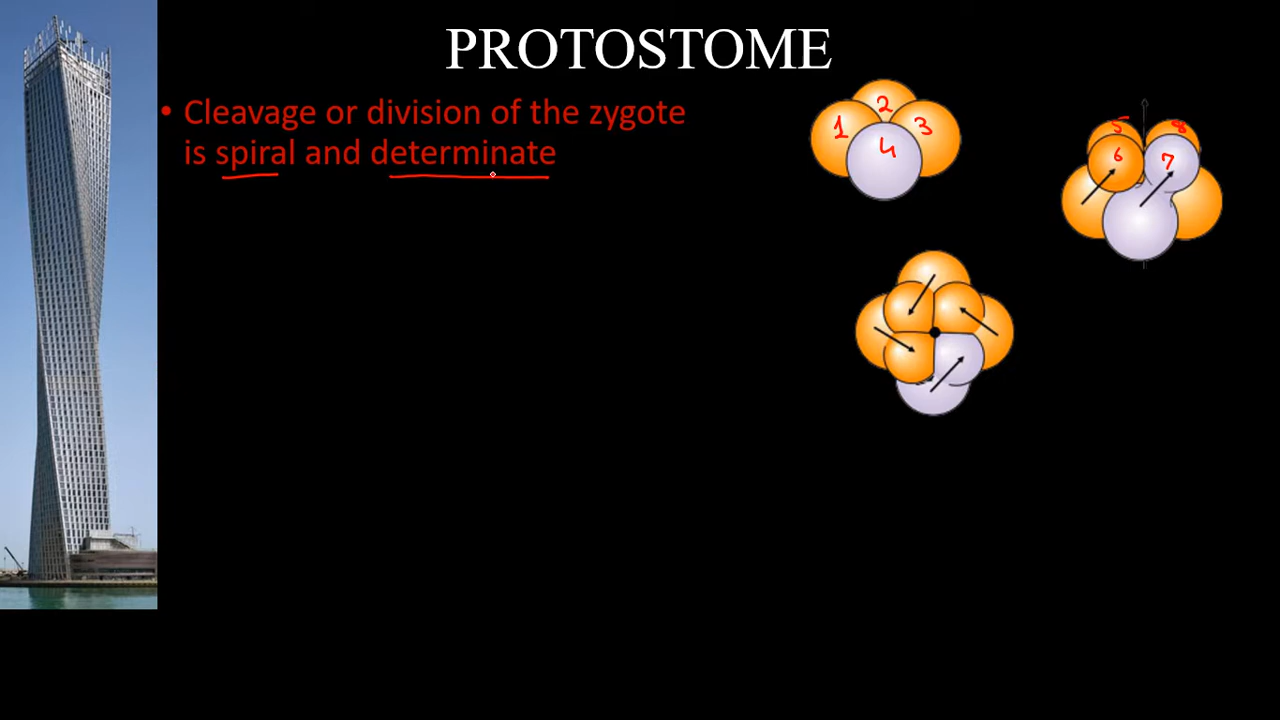 PROTOSTOME
• Cleavage or division of the zygote
is spiral and determinate
2
1
3
4
5
8
6
7